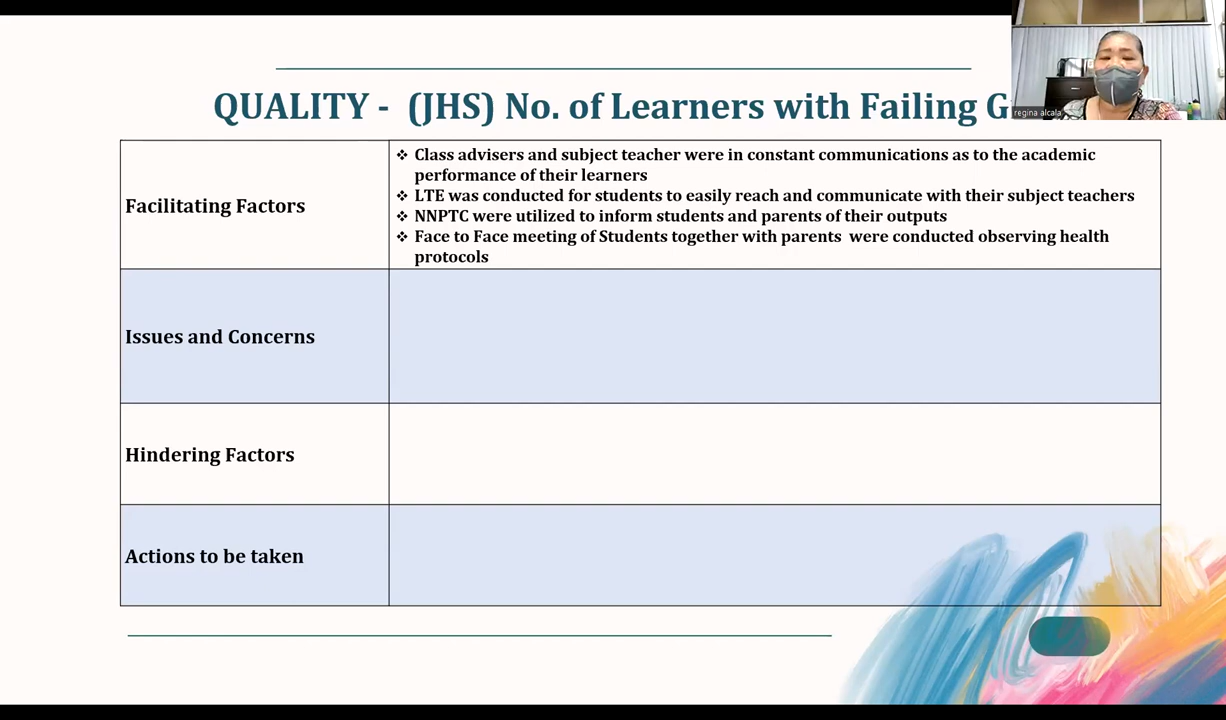 QUALITY - (JHS) No. of Learners with Failing G
regina alcala
Facilitating Factors
❖ Class advisers and subject teacher were in constant communications as to the academic
performance of their learners
❖ LTE was conducted for students to easily reach and communicate with their subject teachers
❖ NNPTC were utilized to inform students and parents of their outputs
❖ Face to Face meeting of Students together with parents were conducted observing health
protocols
Issues and Concerns
Hindering Factors
Actions to be taken